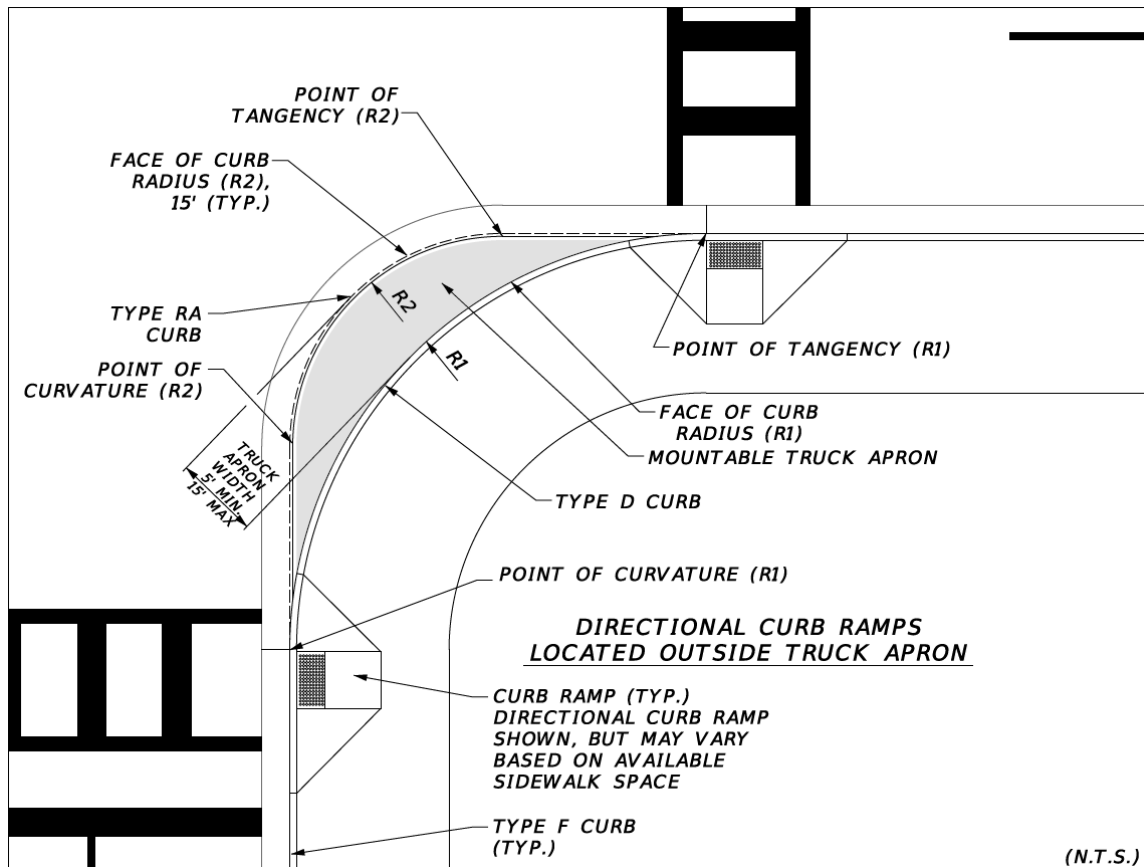 POINT OF
TANGENCY (R2)
FACE OF CURB
RADIUS (R2),
15' (TYP.)
TYPE RA
CURB
POINT OF
CURVATURE (R2)
R2
R1
TRUCK
APRON
WIDTH
5' MIN.
15' MAX
POINT OF TANGENCY (R1)
FACE OF CURB
RADIUS (R1)
MOUNTABLE TRUCK APRON
TYPE D CURB
POINT OF CURVATURE (R1)
DIRECTIONAL CURB RAMPS
LOCATED OUTSIDE TRUCK APRON
CURB RAMP (TYP.)
DIRECTIONAL CURB RAMP
SHOWN, BUT MAY VARY
BASED ON AVAILABLE
SIDEWALK SPACE
TYPE F CURB
(TYP.)
(N.T.S.)